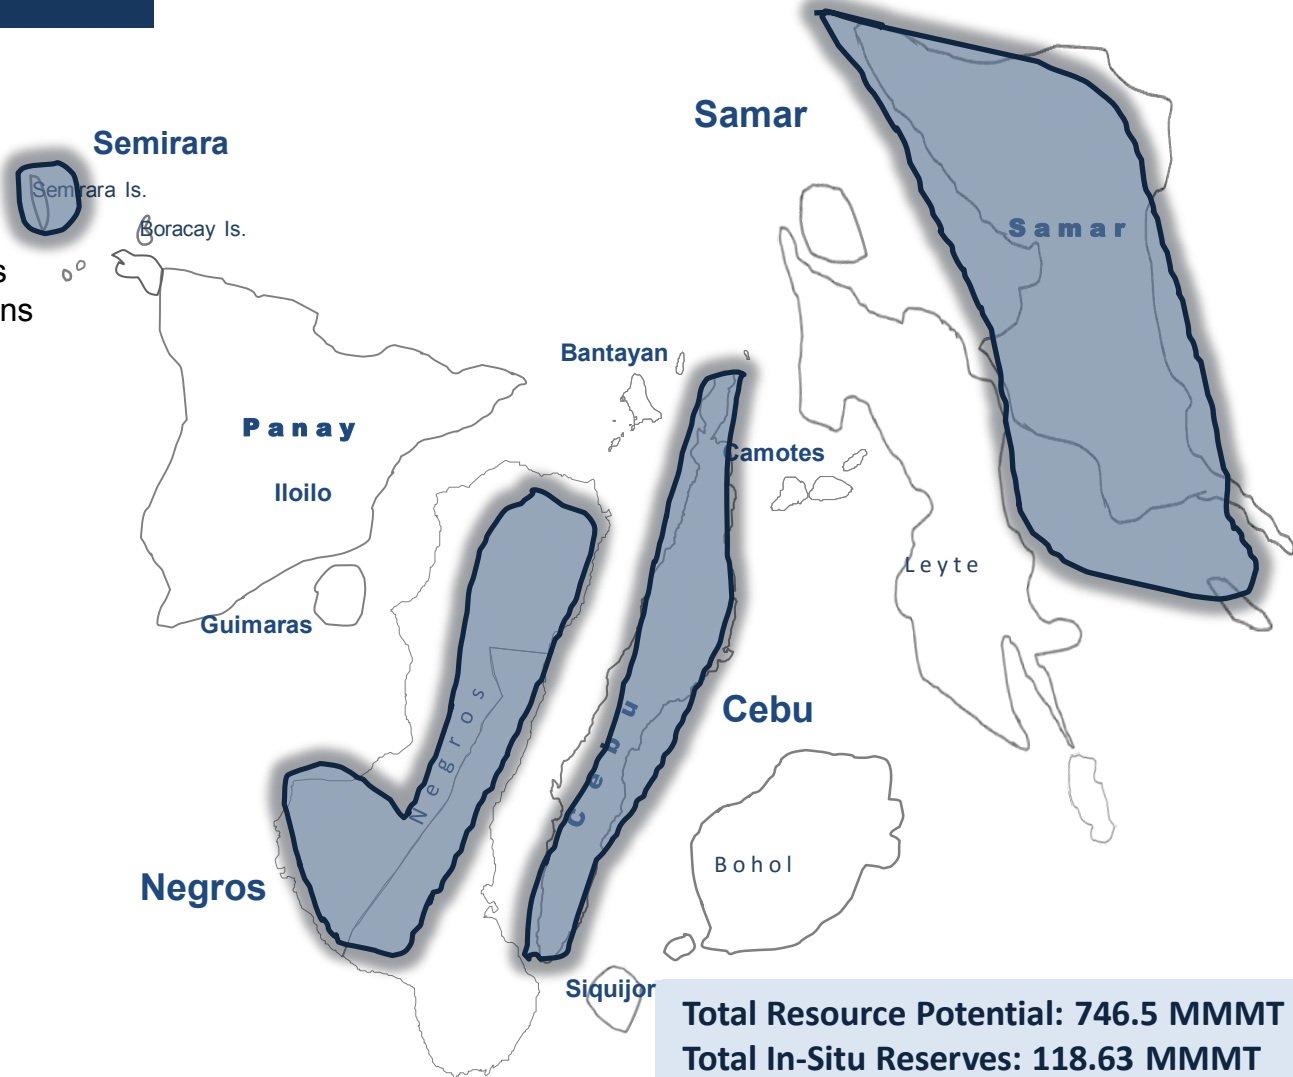 Samar
Semirara
Semirara Is.
Boracay Is.
Samar
s
ns
Bantayan
Panay
Camotes
Iloilo
Leyte
Guimaras
Negros
Cebu
Cebu
Bohol
Negros
Siquijor
Total Resource Potential: 746.5 MMMT
Total In-Situ Reserves: 118.63 MMMT